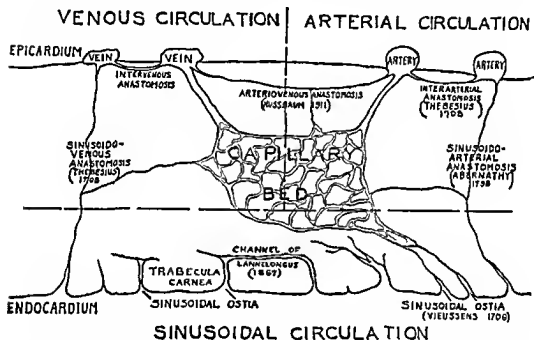 VENOUS CIRCULATION
ARTERIAL CIRCULATION
EPICARDIUM
VEIN
VEIN
ARTERY
ARTERY
INTERVENOUS
ANASTOMOSIS
ARTERIOVENOUS ANASTOMOSIS
(NUSSBAUM 1911)
INTERARTERIAL
ANASTOMOSIS
(THEBESIUS)
1708
SINUSOIDO-
VENOUS
ANASTOMOSIS
(THEBESIUS)
1708
CAPILLARY
BED
SINUSOIDO-
ARTERIAL
ANASTOMOSIS
ABERNATHY
1798
CHANNEL OF
LANNELONGUS
(1867)
TRABECULA
CARNEA
ENDOCARDIUM
SINUSOIDAL OSTIA
SINUSOIDAL OSTIA
(VIEUSSENS 1706)
SINUSOIDAL CIRCULATION